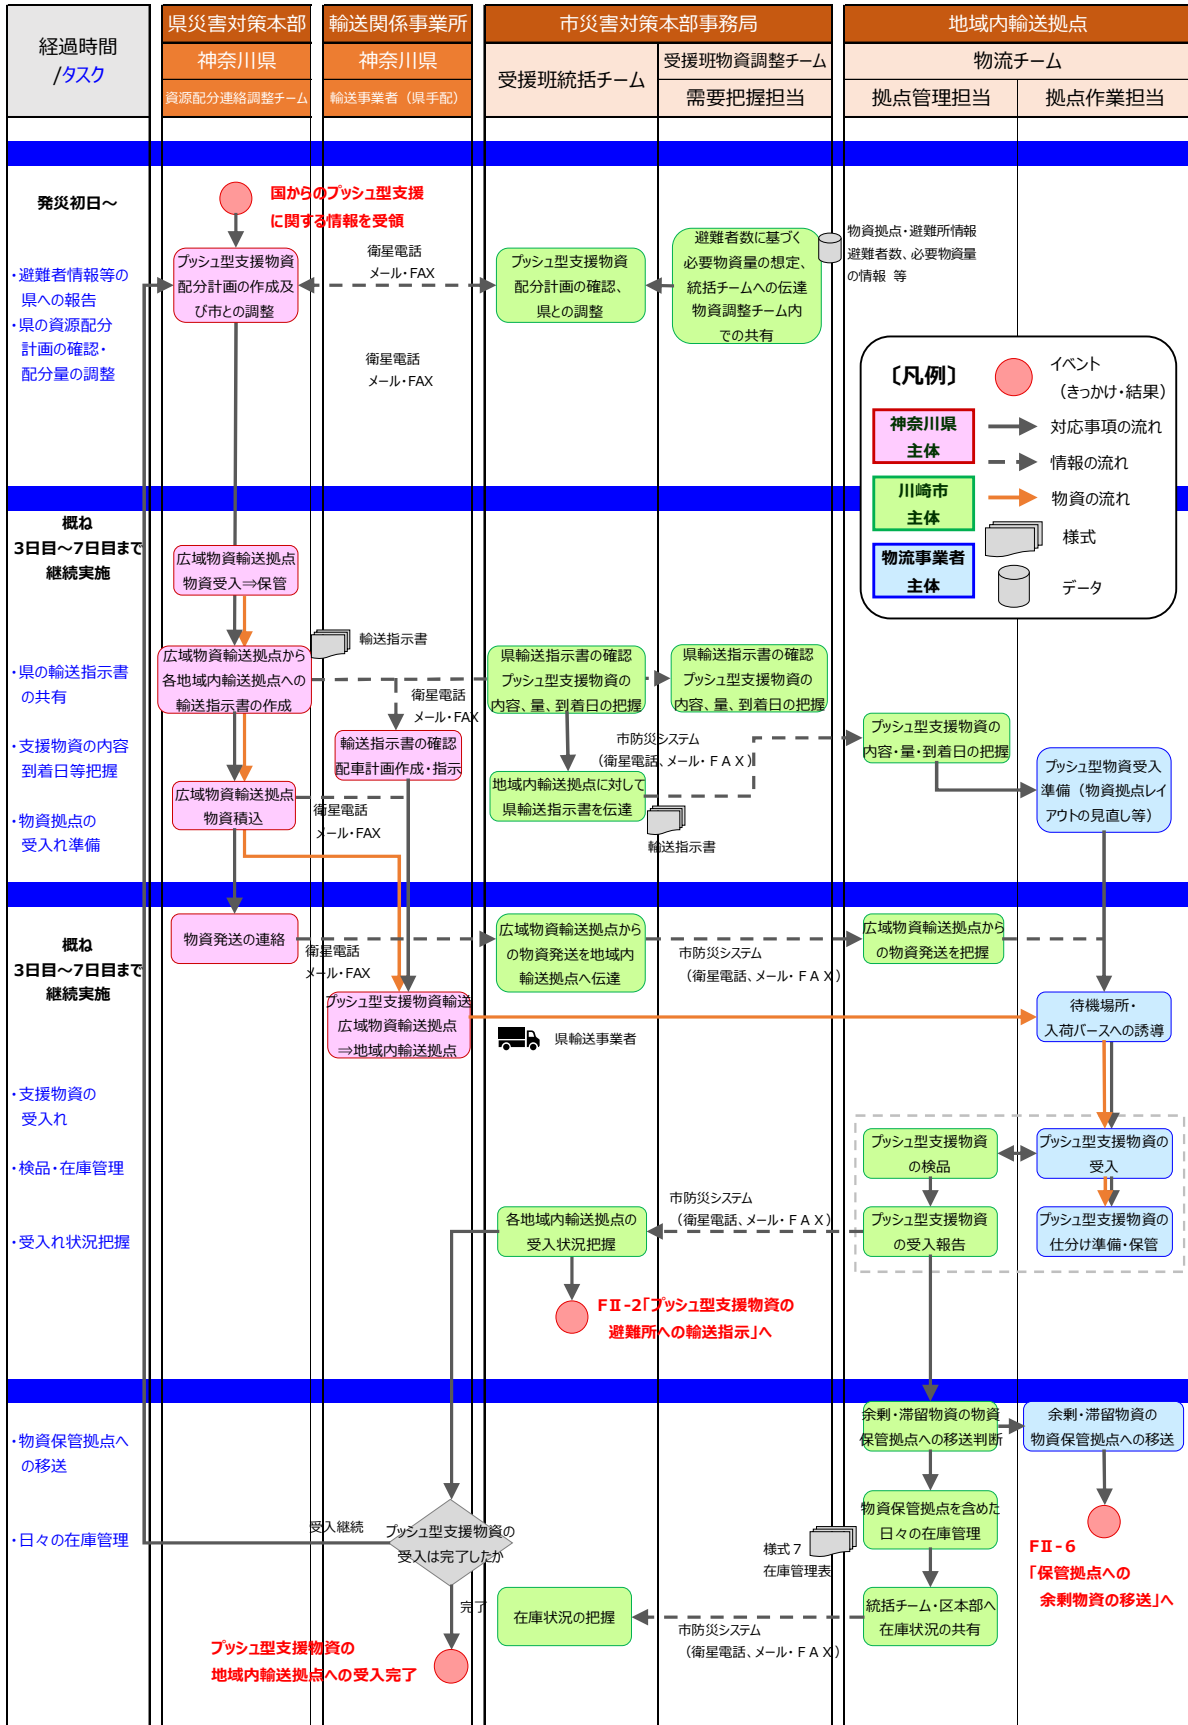 経過時間
/タスク
県災害対策本部
輸送関係事業所
市災害対策本部事務局
地域内輸送拠点
神奈川県
神奈川県
受援班統括チーム
受援班物資調整チーム
物流チーム
資源配分連絡調整チーム
輸送事業者（県手配）
需要把握担当
拠点管理担当
拠点作業担当
発災初日～
国からのプッシュ型支援
に関する情報を受領
・避難者情報等の
県への報告
・県の資源配分
計画の確認・
配分量の調整
プッシュ型支援物資
配分計画の作成及
び市との調整
衛星電話
メール・FAX
プッシュ型支援物資
配分計画の確認、
県との調整
避難者数に基づく
必要物資量の想定、
統括チームへの伝達
物資調整チーム内
での共有
物資拠点・避難所情報
避難者数、必要物資量
の情報 等
衛星電話
メール・FAX
〔凡例〕
イベント
（きっかけ・結果）
神奈川県
主体
対応事項の流れ
情報の流れ
川崎市
主体
物資の流れ
様式
物流事業者
主体
データ
概ね
3日目～7日目まで
継続実施
広域物資輸送拠点
物資受入⇒保管
・県の輸送指示書
の共有
・支援物資の内容
到着日等把握
・物資拠点の
受入れ準備
広域物資輸送拠点から
各地域内輸送拠点への
輸送指示書の作成
輸送指示書
衛星電話
メール・FAX
県輸送指示書の確認
プッシュ型支援物資の
内容、量、到着日の把握
県輸送指示書の確認
プッシュ型支援物資の
内容、量、到着日の把握
輸送指示書の確認
配車計画作成・指示
市防災システム
（衛星電話、メール・ＦＡＸ）
プッシュ型支援物資の
内容・量・到着日の把握
広域物資輸送拠点
物資積込
衛星電話
メール・FAX
地域内輸送拠点に対して
県輸送指示書を伝達
輸送指示書
プッシュ型物資受入
準備（物資拠点レイ
アウトの見直し等）
概ね
3日目～7日目まで
継続実施
物資発送の連絡
衛星電話
メール・FAX
広域物資輸送拠点から
の物資発送を地域内
輸送拠点へ伝達
市防災システム
（衛星電話、メール・ＦＡＸ）
広域物資輸送拠点から
の物資発送を把握
プッシュ型支援物資輸送
広域物資輸送拠点
⇒地域内輸送拠点
県輸送事業者
待機場所・
入荷バースへの誘導
・支援物資の
受入れ
・検品・在庫管理
・受入れ状況把握
プッシュ型支援物資
の検品
プッシュ型支援物資の
受入
各地域内輸送拠点の
受入状況把握
市防災システム
（衛星電話、メール・ＦＡＸ）
プッシュ型支援物資
の受入報告
プッシュ型支援物資の
仕分け準備・保管
FⅡ-2「プッシュ型支援物資の
避難所への輸送指示」へ
・物資保管拠点へ
の移送
・日々の在庫管理
余剰・滞留物資の物資
保管拠点への移送判断
余剰・滞留物資の
物資保管拠点への移送
受入継続
プッシュ型支援物資の
受入は完了したか
完了
物資保管拠点を含めた
日々の在庫管理
様式７
在庫管理表
FⅡ-6
「保管拠点への
余剰物資の移送」へ
在庫状況の把握
市防災システム
（衛星電話、メール・ＦＡＸ）
統括チーム・区本部へ
在庫状況の共有
プッシュ型支援物資の
地域内輸送拠点への受入完了